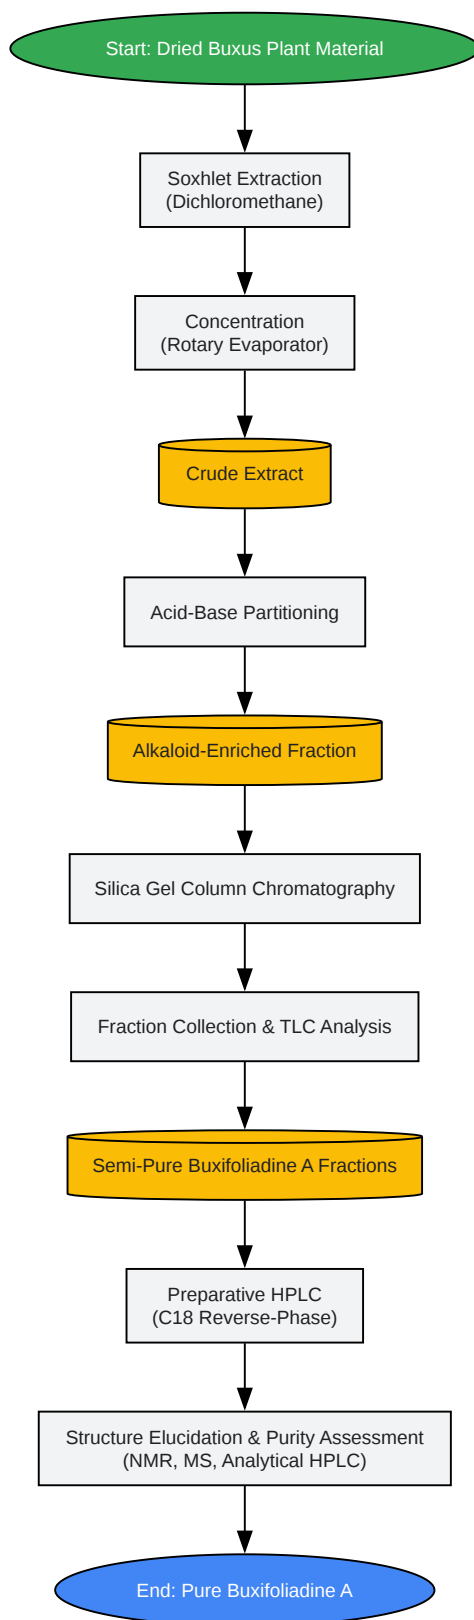 Start: Dried Buxus Plant Material
Soxhlet Extraction
(Dichloromethane)
Concentration
(Rotary Evaporator)
Crude Extract
Acid-Base Partitioning
Alkaloid-Enriched Fraction
Silica Gel Column Chromatography
Fraction Collection & TLC Analysis
Semi-Pure Buxifoliadine A Fractions
Preparative HPLC
(C18 Reverse-Phase)
Structure Elucidation & Purity Assessment
(NMR, MS, Analytical HPLC)
End: Pure Buxifoliadine A